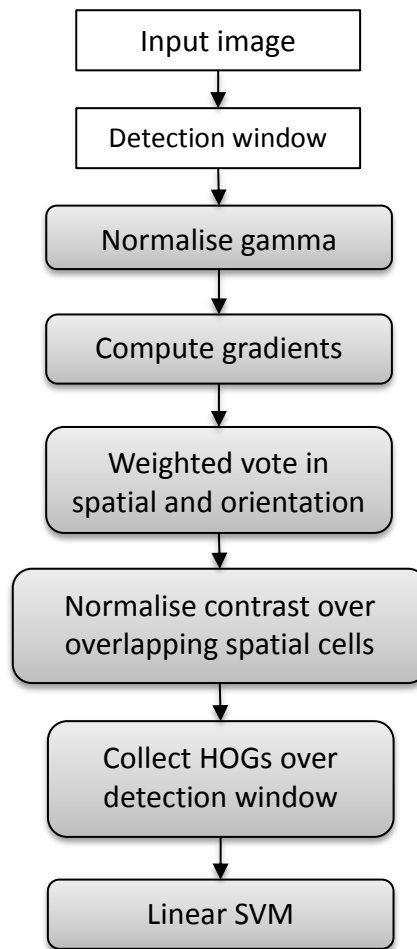 Input image
Detection window
Normalise gamma
Compute gradients
Weighted vote in
spatial and orientation
Normalise contrast over
overlapping spatial cells
Collect HOGs over
detection window
Linear SVM